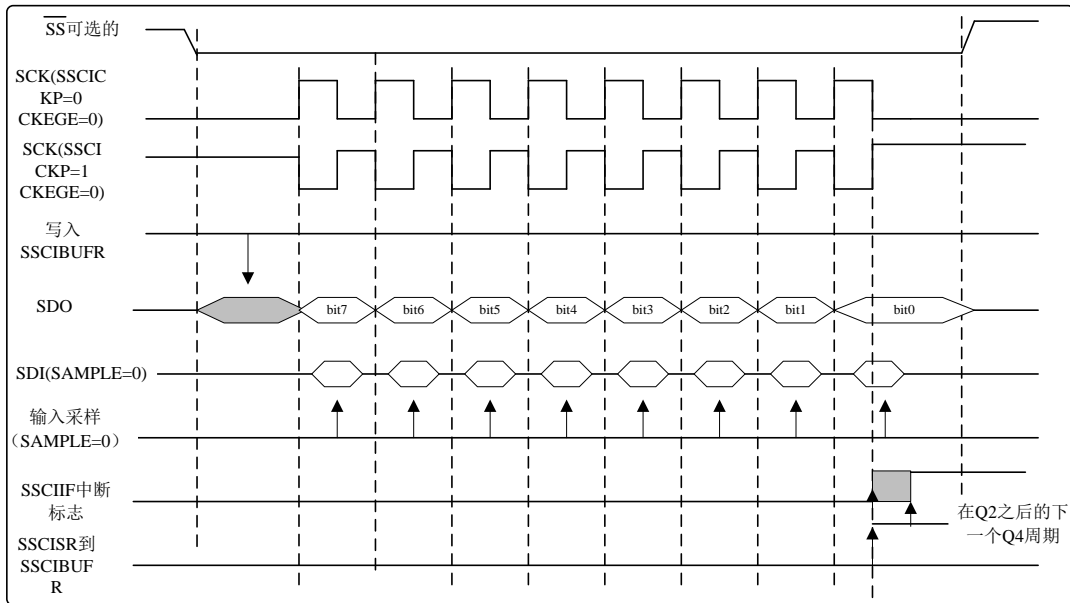 SS可选的
SCK(SSCIC
KP=0
CKEGE=0)
SCK(SSCI
CKP=1
CKEGE=0)
写入
SSCIBUFR
SDO
bit7
bit6
bit5
bit4
bit3
bit2
bit1
bit0
SDI(SAMPLE=0)
输入采样
（SAMPLE=0）
SSCIIF中断
标志
在Q2之后的下
一个Q4周期
SSCISR到
SSCIBUF
R